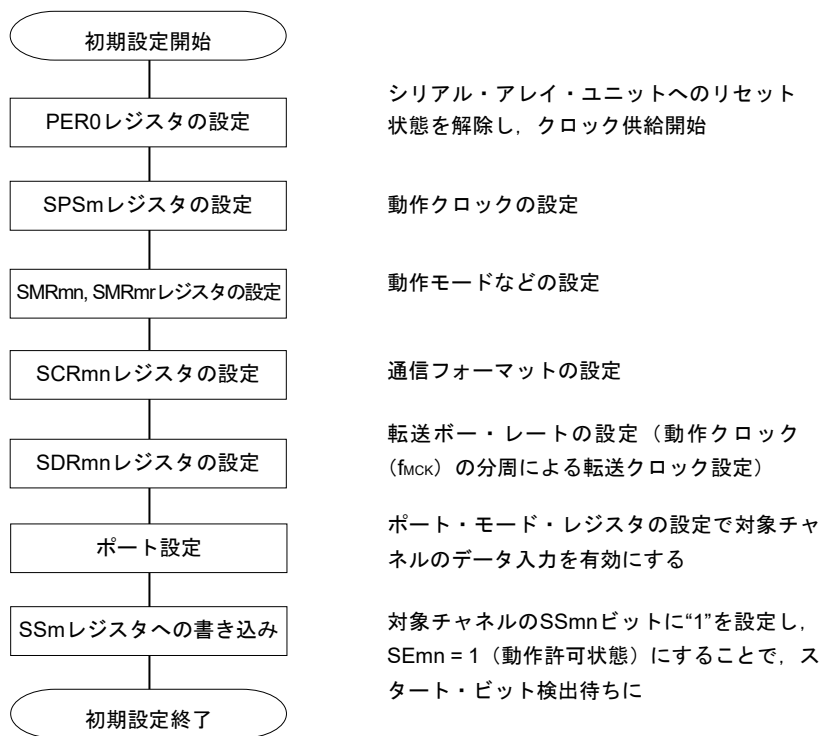 初期設定開始
PER0レジスタの設定
シリアル・アレイ・ユニットへのリセット
状態を解除し，クロック供給開始
SPSmレジスタの設定
動作クロックの設定
SMRmn, SMRmrレジスタの設定
動作モードなどの設定
SCRmnレジスタの設定
通信フォーマットの設定
SDRmnレジスタの設定
転送ボー・レートの設定（動作クロック
（fMCK）の分周による転送クロック設定）
ポート設定
ポート・モード・レジスタの設定で対象チャ
ネルのデータ入力を有効にする
SSmレジスタへの書き込み
対象チャネルのSSmnビットに“1”を設定し，
SEmn = 1（動作許可状態）にすることで，ス
タート・ビット検出待ちに
初期設定終了